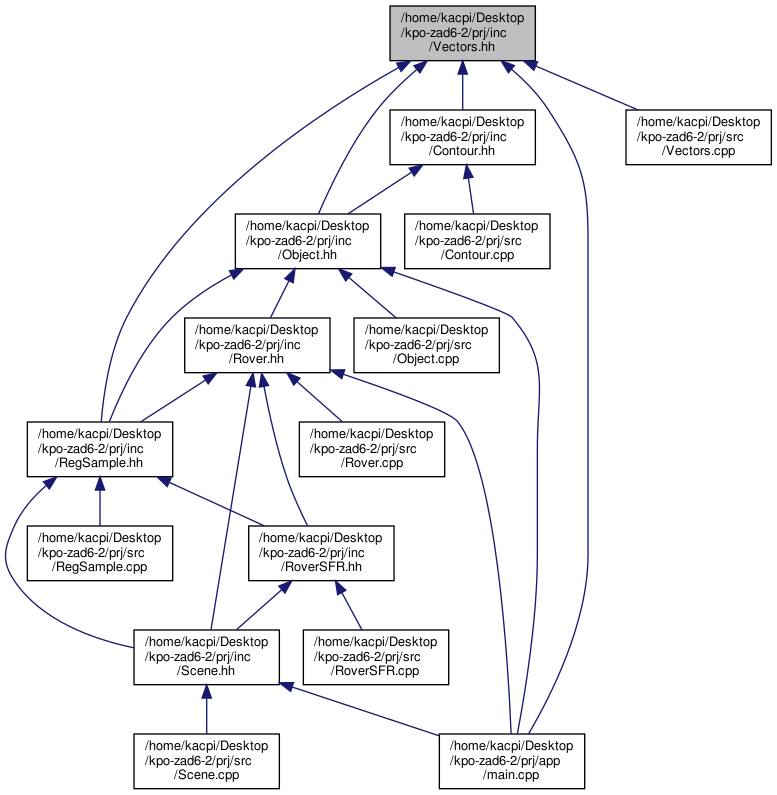 /home/kacpi/Desktop
/kpo-zad6-2/prj/inc
/Vectors.hh
/home/kacpi/Desktop
/kpo-zad6-2/prj/inc
/Contour.hh
/home/kacpi/Desktop
/kpo-zad6-2/prj/src
/Vectors.cpp
/home/kacpi/Desktop
/kpo-zad6-2/prj/inc
/Object.hh
/home/kacpi/Desktop
/kpo-zad6-2/prj/src
/Contour.cpp
/home/kacpi/Desktop
/kpo-zad6-2/prj/inc
/Rover.hh
/home/kacpi/Desktop
/kpo-zad6-2/prj/src
/Object.cpp
/home/kacpi/Desktop
/kpo-zad6-2/prj/inc
/RegSample.hh
/home/kacpi/Desktop
/kpo-zad6-2/prj/src
/Rover.cpp
/home/kacpi/Desktop
/kpo-zad6-2/prj/src
/RegSample.cpp
/home/kacpi/Desktop
/kpo-zad6-2/prj/inc
/RoverSFR.hh
/home/kacpi/Desktop
/kpo-zad6-2/prj/inc
/Scene.hh
/home/kacpi/Desktop
/kpo-zad6-2/prj/src
/RoverSFR.cpp
/home/kacpi/Desktop
/kpo-zad6-2/prj/src
/Scene.cpp
/home/kacpi/Desktop
/kpo-zad6-2/prj/app
/main.cpp